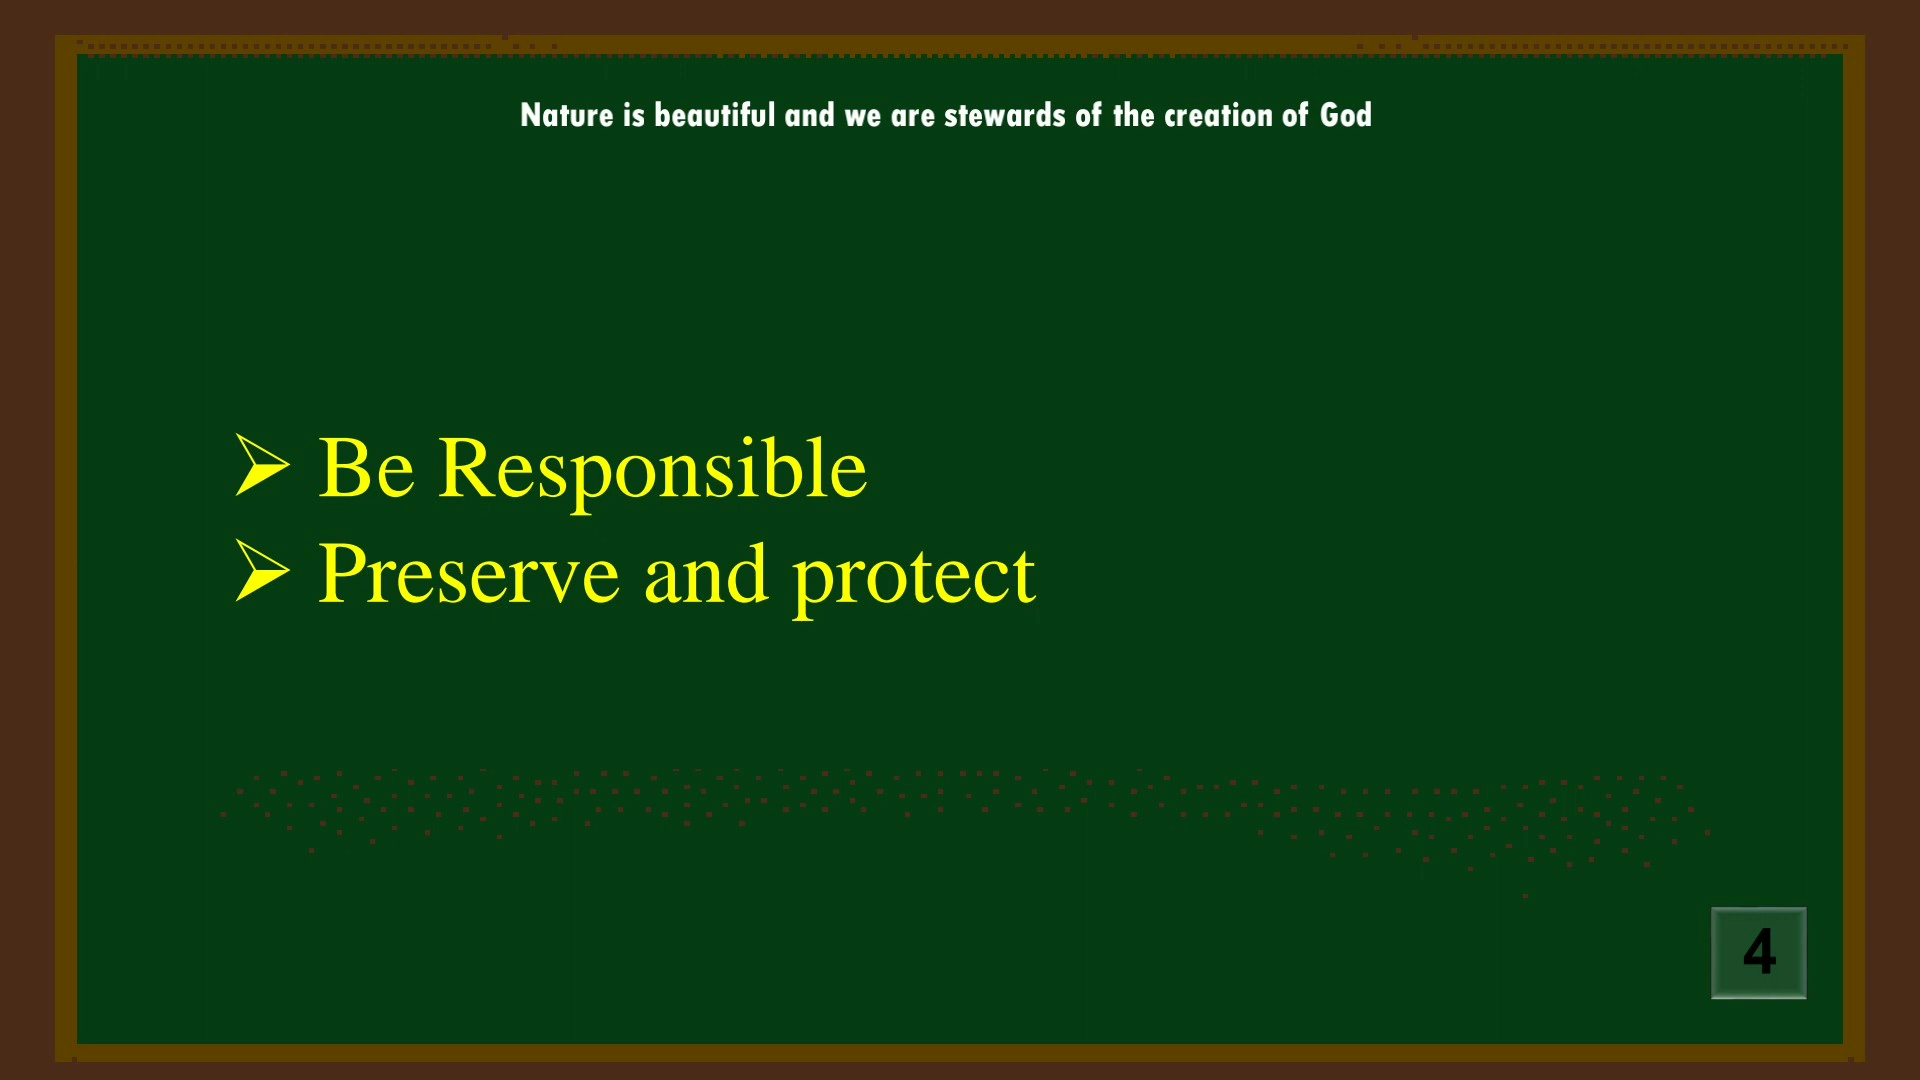 Nature is beautiful and we are stewards of the creation of God
➢ Be Responsible
➢ Preserve and protect
4